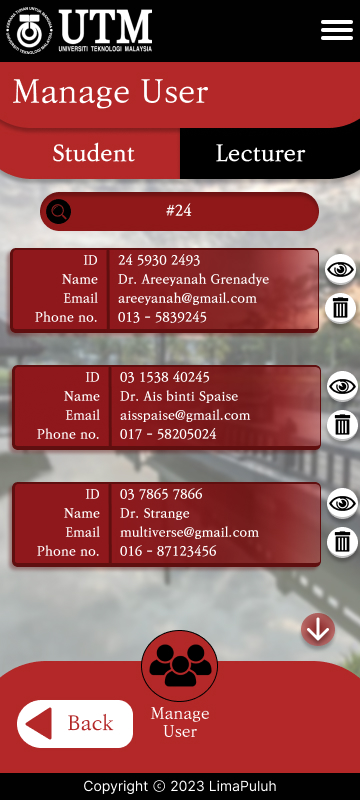 UTM
UNIVERSITI TEKNOLOGI MALAYSIA
Manage User
Student
Lecturer
#24
ID 24 5930 2493
Name Dr. Areeyanah Grenadye
Email areeyanah@gmail.com
Phone no. 013 - 5839245
ID 03 1538 40245
Name Dr. Ais binti Spaise
Email aisspaise@gmail.com
Phone no. 017 - 58205024
ID 03 7865 7866
Name Dr. Strange
Email multiverse@gmail.com
Phone no. 016 - 87123456
Back
Manage
User
Copyright © 2023 LimaPuluh